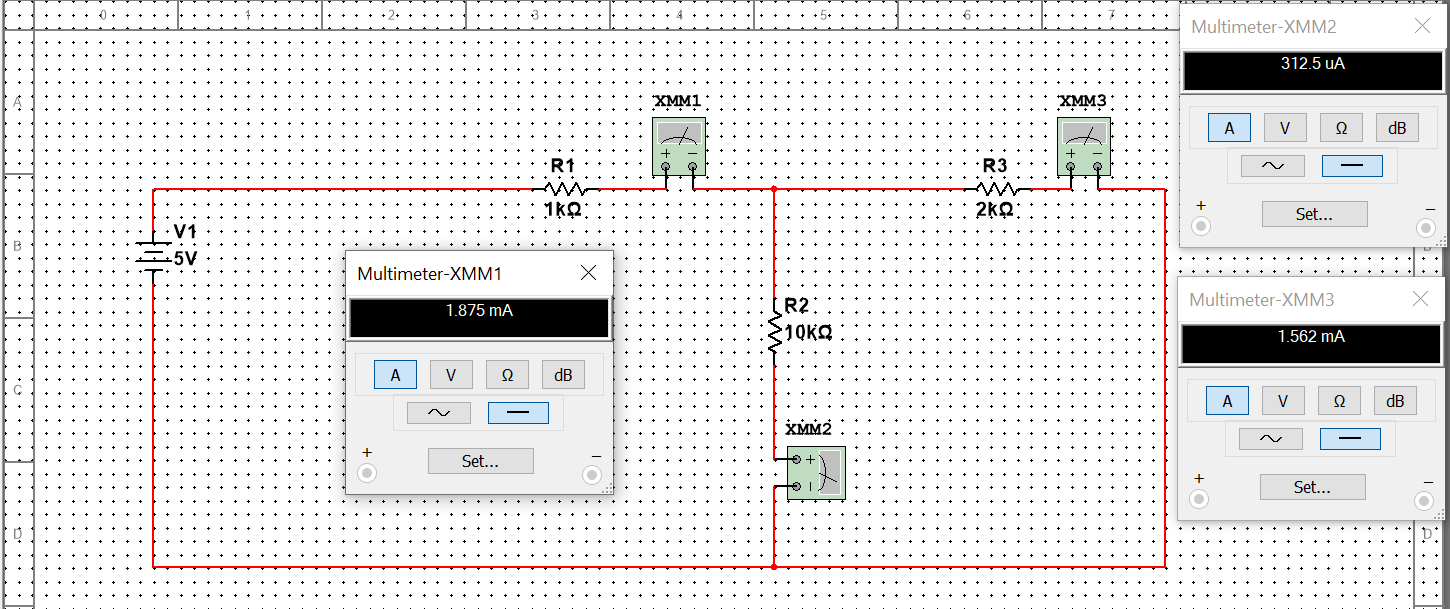 0 1 2 3 4 5 6 7
Multimeter-XMM2
312.5 uA
A V Ω dB
Set...
+ −
A
XMM1
XMM3
+ −
+ −
R1
1kΩ
R3
2kΩ
B
V1
5V
Multimeter-XMM1
1.875 mA
A V Ω dB
Set...
+ −
R2
10kΩ
Multimeter-XMM3
1.562 mA
A V Ω dB
Set...
+ −
C
XMM2
+
−
D
D